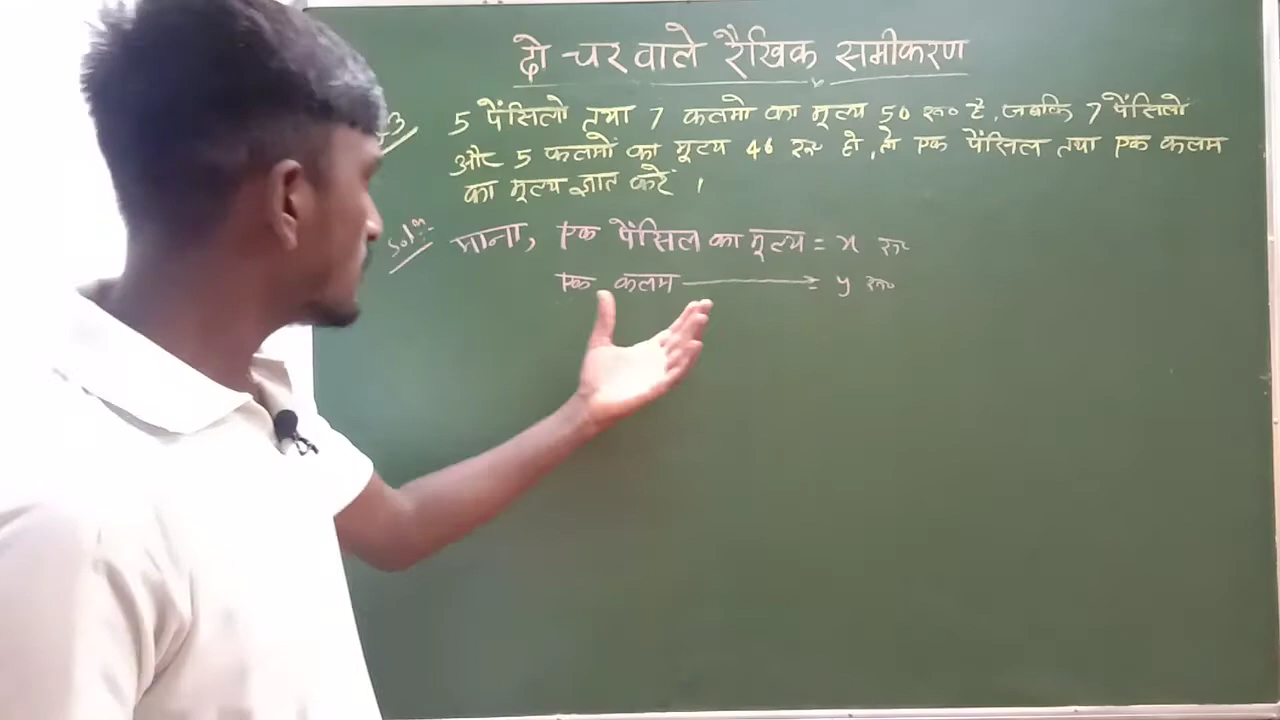 दो चर वाले रैखिक समीकरण
3 5 पेंसिलो तथा 7 कलमो का मूल्य 50 रू० है, जबकि 7 पेंसिलो
और 5 कलमों का मूल्य 46 रू० हो, तो एक पेंसिल तथा एक कलम
का मूल्य ज्ञात करें ।
Solⁿ:- माना, एक पेंसिल का मूल्य = x रू
एक कलम = y रू०